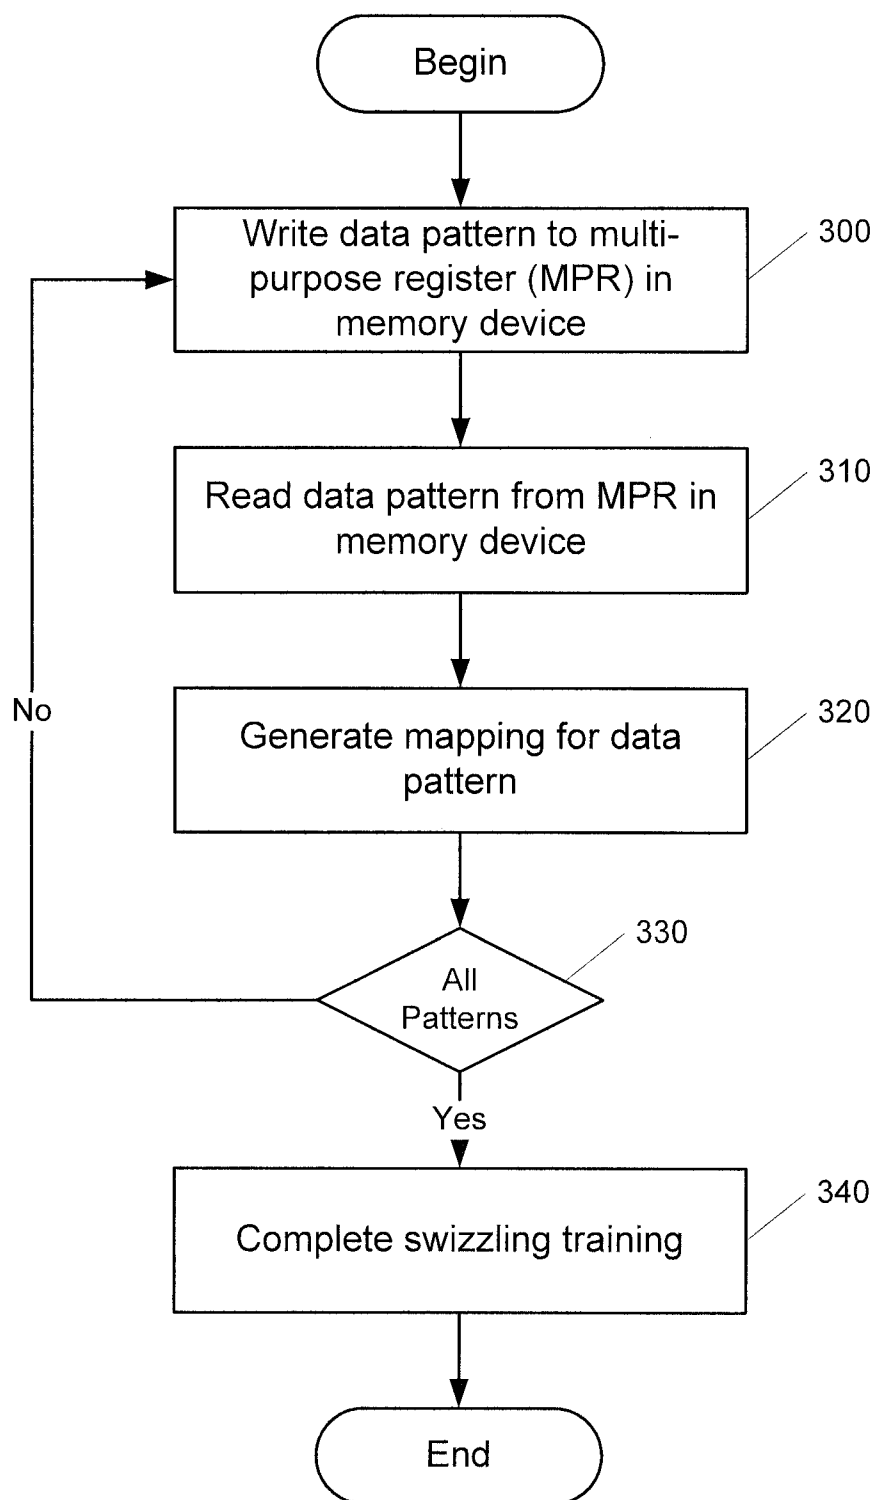 Begin
Write data pattern to multi-
purpose register (MPR) in
memory device
300
Read data pattern from MPR in
memory device
310
Generate mapping for data
pattern
320
No
330
All
Patterns
Yes
Complete swizzling training
340
End